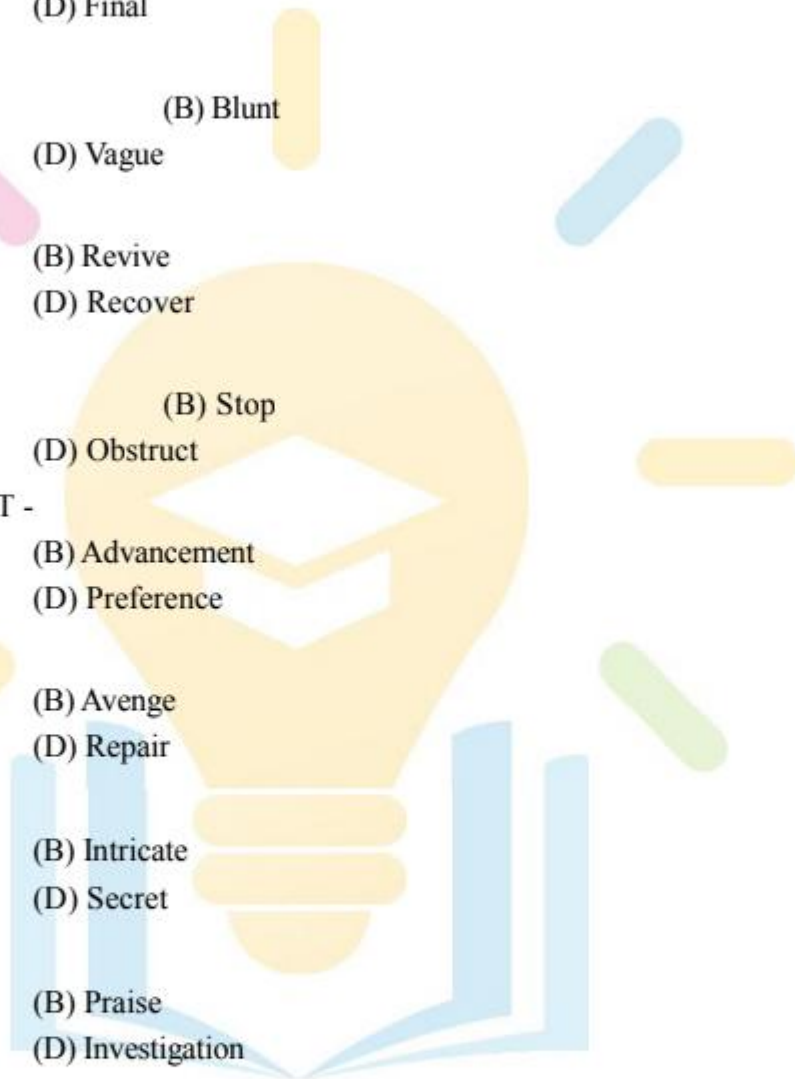 (D) Final
(B) Blunt
(D) Vague
(B) Revive
(D) Recover
(B) Stop
(D) Obstruct
T -
(B) Advancement
(D) Preference
(B) Avenge
(D) Repair
(B) Intricate
(D) Secret
(B) Praise
(D) Investigation